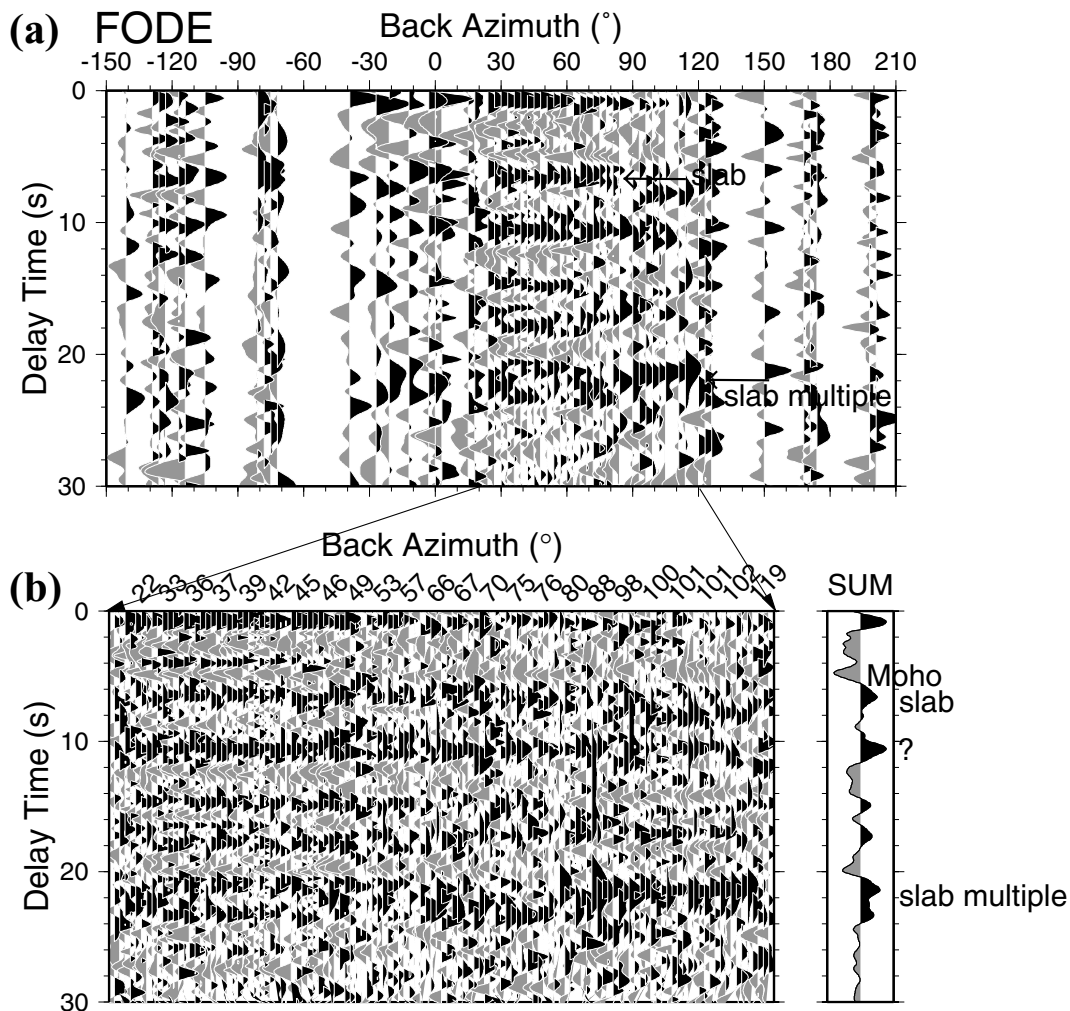 (a) FODE
Back Azimuth (°)
-150 -120 -90 -60 -30 0 30 60 90 120 150 180 210
Delay Time (s)
0
10
20
30
slab
slab multiple
Back Azimuth (°)
(b)
22 33 36 37 39 42 45 46 49 53 57 66 67 70 75 76 80 88 98 100 101 101 102 119
SUM
Delay Time (s)
0
10
20
30
Moho
slab
?
slab multiple